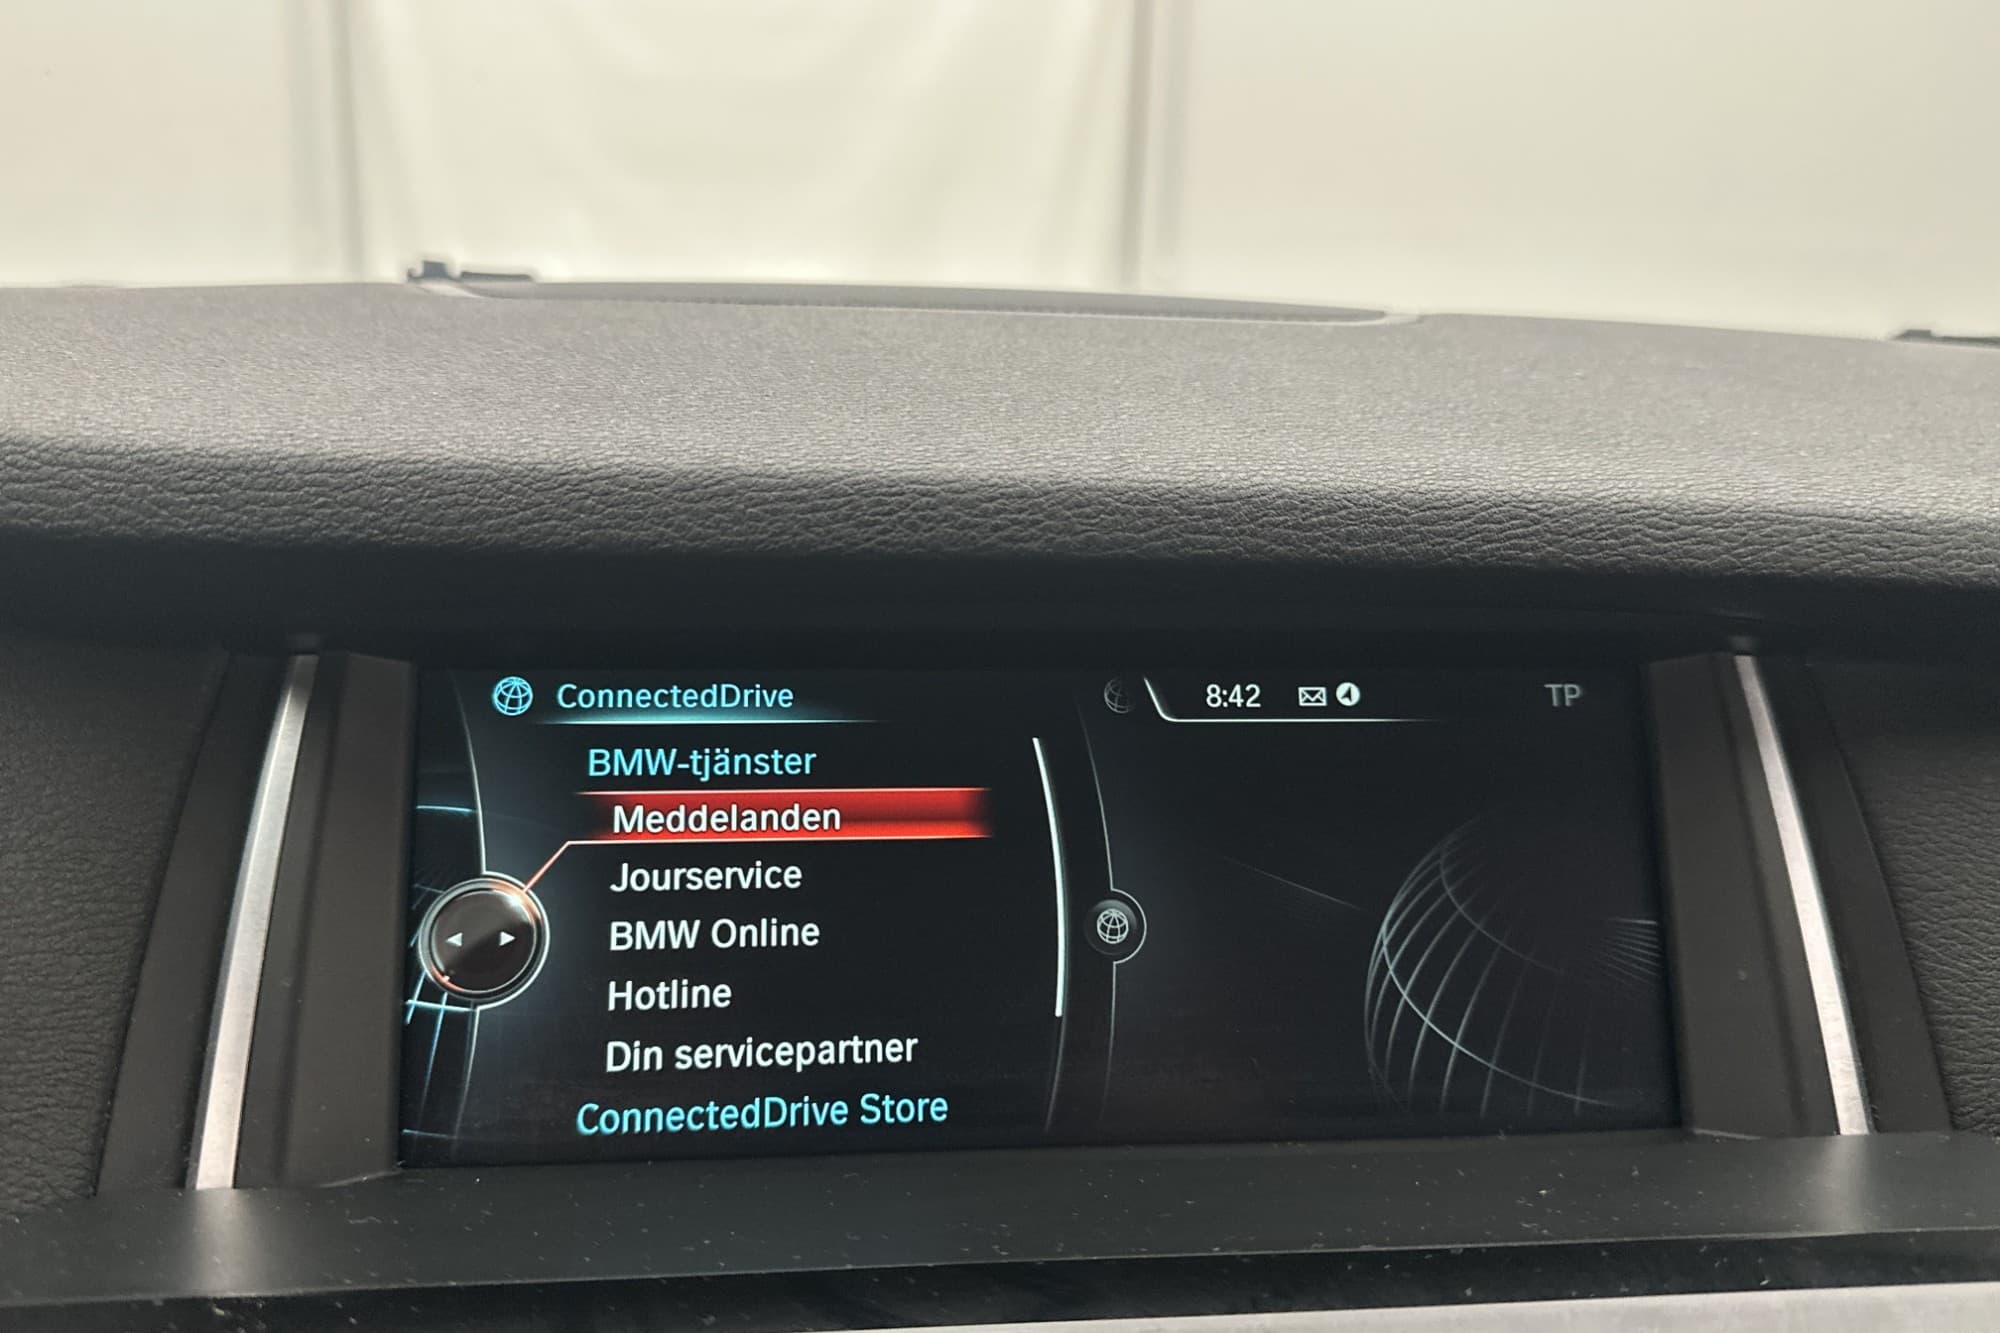 ConnectedDrive
8:42
TP
BMW-tjänster
Meddelanden
Jourservice
BMW Online
Hotline
Din servicepartner
ConnectedDrive Store